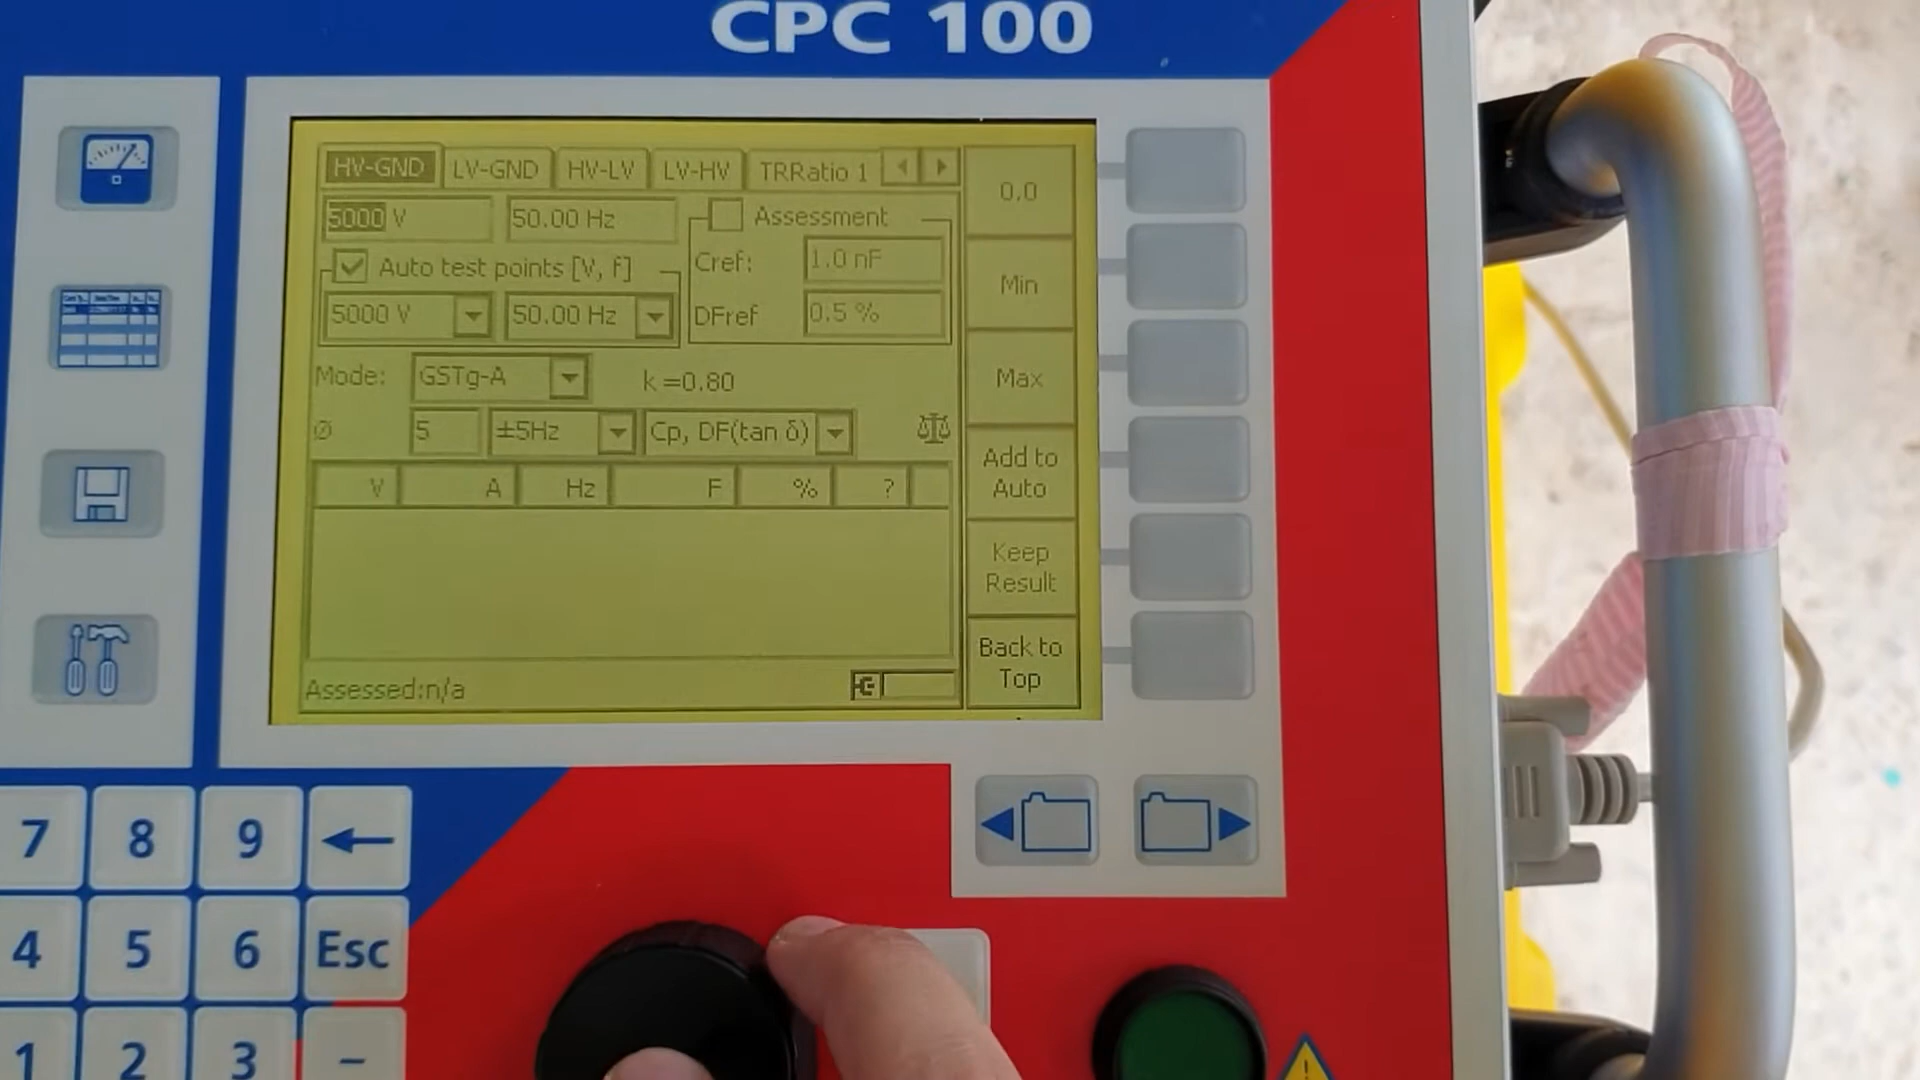 CPC 100
HV-GND LV-GND HV-LV LV-HV TRRatio 1
5000 V 50.00 Hz Assessment
Auto test points [V, f] Cref: 1.0 nF
5000 V 50.00 Hz DFref 0.5 %
Mode: GSTg-A k =0.80
Ø 5 ±5Hz Cp, DF(tan δ)
V A Hz F % ?
Assessed:n/a
0,0
Min
Max
Add to
Auto
Keep
Result
Back to
Top
7 8 9
4 5 6 Esc
1 2 3 −
!